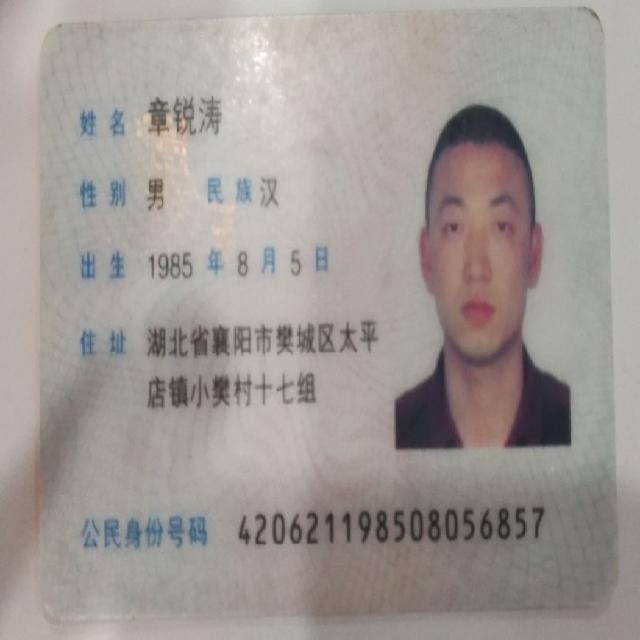 姓名 章锐涛
性别 男 民族 汉
出生 1985 年 8 月 5 日
住址 湖北省襄阳市樊城区太平
店镇小樊村十七组
公民身份号码 420621198508056857